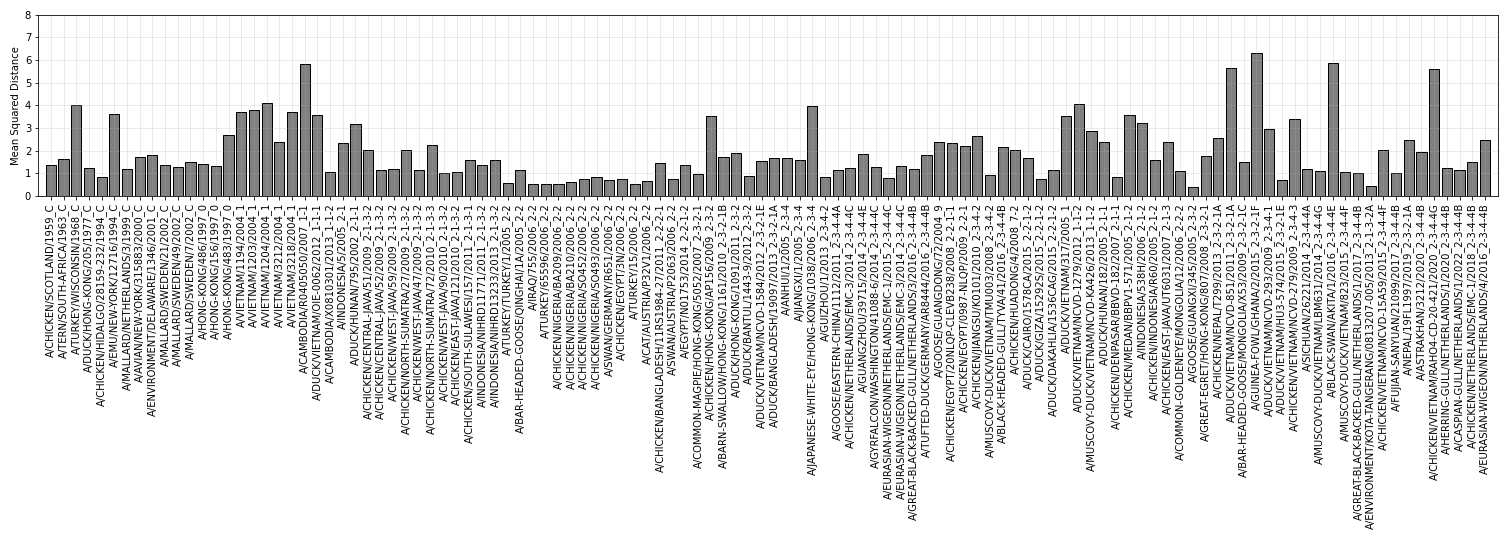 8
7
6
5
4
3
2
1
0
Mean Squared Distance
A/CHICKEN/SCOTLAND/1959_C
A/TERN/SOUTH-AFRICA/1963_C
A/TURKEY/WISCONSIN/1968_C
A/DUCK/HONG-KONG/205/1977_C
A/CHICKEN/HIDALGO/28159-232/1994_C
A/EMU/NEW-YORK/12716/1994_C
A/MALLARD/NETHERLANDS/3/1999_C
A/AVIAN/NEW-YORK/15883/2000_C
A/ENVIRONMENT/DELAWARE/1346/2001_C
A/MALLARD/SWEDEN/21/2002_C
A/MALLARD/SWEDEN/49/2002_C
A/MALLARD/SWEDEN/7/2002_C
A/HONG-KONG/486/1997_0
A/HONG-KONG/156/1997_0
A/HONG-KONG/483/1997_0
A/VIETNAM/1194/2004_1
A/VIETNAM/1203/2004_1
A/VIETNAM/1204/2004_1
A/VIETNAM/3212/2004_1
A/VIETNAM/3218/2004_1
A/CAMBODIA/R0405050/2007_1-1
A/DUCK/VIETNAM/OIE-0062/2012_1-1-1
A/CAMBODIA/X0810301/2013_1-1-2
A/INDONESIA/5/2005_2-1
A/DUCK/HUNAN/795/2002_2-1-1
A/CHICKEN/CENTRAL-JAVA/51/2009_2-1-3-2
A/CHICKEN/CENTRAL-JAVA/52/2009_2-1-3-2
A/CHICKEN/WEST-JAVA/29/2009_2-1-3-2
A/CHICKEN/NORTH-SUMATRA/27/2009_2-1-3-2
A/CHICKEN/WEST-JAVA/47/2009_2-1-3-2
A/CHICKEN/NORTH-SUMATRA/72/2010_2-1-3
A/CHICKEN/WEST-JAVA/90/2010_2-1-3-2
A/CHICKEN/EAST-JAVA/121/2010_2-1-3-2
A/CHICKEN/SOUTH-SULAWESI/157/2011_2-1-3-1
A/INDONESIA/NIHRD11771/2011_2-1-3-2
A/INDONESIA/NIHRD13233/2013_2-1-3-2
A/TURKEY/TURKEY/1/2005_2-2
A/BAR-HEADED-GOOSE/QINGHAI/1A/2005_2-2
A/IRAQ/1/2006_2-2
A/TURKEY/65596/2006_2-2
A/CHICKEN/NIGERIA/BA209/2006_2-2
A/CHICKEN/NIGERIA/BA210/2006_2-2
A/CHICKEN/NIGERIA/SO452/2006_2-2
A/CHICKEN/NIGERIA/SO493/2006_2-2
A/SWAN/GERMANY/R651/2006_2-2
A/CHICKEN/EGYPT/3N/2006_2-2
A/TURKEY/15/2006_2-2
A/CAT/AUSTRIA/P32V1/2006_2-2
A/CHICKEN/BANGLADESH/11RS1984-1/2011_2-2-2
A/SWAN/AUSTRIA/P2063/2006_2-2
A/EGYPT/N01753/2014_2-2-1-2
A/COMMON-MAGPIE/HONG-KONG/5052/2007_2-3-2-1
A/CHICKEN/HONG-KONG/AP156/2009_2-3-2
A/BARN-SWALLOW/HONG-KONG/1161/2010_2-3-2-1B
A/DUCK/HONG-KONG/1091/2011_2-3-2
A/DUCK/BANTUL/1443-9/2012_2-3-2
A/DUCK/VIETNAM/NCVD-1584/2012_2-3-2-1E
A/DUCK/BANGLADESH/19097/2013_2-3-2-1A
A/ANHUI/1/2005_2-3-4
A/JIANGXI/1/2005_2-3-4
A/JAPANESE-WHITE-EYE/HONG-KONG/1038/2006_2-3-4
A/GUIZHOU/1/2013_2-3-4-2
A/GOOSE/EASTERN-CHINA/1112/2011_2-3-4-4A
A/CHICKEN/NETHERLANDS/EMC-3/2014_2-3-4-4C
A/GUANGZHOU/39715/2014_2-3-4-4E
A/GYRFALCON/WASHINGTON/41088-6/2014_2-3-4-4C
A/EURASIAN-WIGEON/NETHERLANDS/EMC-1/2015_2-3-4-4C
A/EURASIAN-WIGEON/NETHERLANDS/EMC-3/2014_2-3-4-4C
A/GREAT-BLACK-BACKED-GULL/NETHERLANDS/3/2016_2-3-4-4B
A/TUFTED-DUCK/GERMANY/AR8444/2016_2-3-4-4B
A/GOOSE/GUANDONG/2/2004_9
A/CHICKEN/EGYPT/2ONLQP-CLEVB238/2008_2-2-1-1
A/CHICKEN/EGYPT/0987-NLQP/2009_2-2-1
A/CHICKEN/JIANGSU/K0101/2010_2-3-4
A/MUSCOVY-DUCK/VIETNAM/TMU003/2008_2-3-4-2
A/BLACK-HEADED-GULL/TYVA/41/2016_2-3-4-4B
A/CHICKEN/HUADONG/4/2008_7-2
A/DUCK/CAIRO/1578CA/2015_2-2-1-2
A/DUCK/GIZA/15292S/2015_2-2-1-2
A/DUCK/DAKAHLIA/1536CAG/2015_2-2-1-2
A/DUCK/VIETNAM/317/2005_1
A/DUCK/VIETNAM/NCVD-G279/2012_1-1-2
A/MUSCOVY-DUCK/VIETNAM/NCVD-KA426/2013_1-1-2
A/DUCK/HUNAN/182/2005_2-1-1
A/CHICKEN/DENPASAR/BBVD-182/2007_2-1
A/CHICKEN/MEDAN/BBPV1-571/2006_2-1-2
A/INDONESIA/538H/2006_2-1-2
A/CHICKEN/INDONESIA/R60/2005_2-1-2
A/CHICKEN/EAST-JAVA/UT6031/2007_2-1-3
A/COMMON-GOLDENEYE/MONGOLIA/12/2006_2-2-2
A/GOOSE/GUANGXI/345/2005_2-3-2
A/GREAT-EGRET/HONG-KONG/807/2008_2-3-2-1
A/CHICKEN/NEPAL/T299/2013_2-3-2-1A
A/DUCK/VIETNAM/NCVD-851/2011_2-3-2-1A
A/BAR-HEADED-GOOSE/MONGOLIA/X53/2009_2-3-2-1C
A/GUINEA-FOWL/GHANA/2/2015_2-3-2-1F
A/DUCK/VIETNAM/NCVD-293/2009_2-3-4-1
A/DUCK/VIETNAM/HU3-574/2015_2-3-2-1E
A/CHICKEN/VIETNAM/NCVD-279/2009_2-3-4-3
A/SICHUAN/26221/2014_2-3-4-4A
A/MUSCOVY-DUCK/VIETNAM/LBM631/2014_2-3-4-4G
A/BLACK-SWAN/AKITA/1/2016_2-3-4-4E
A/MUSCOVY-DUCK/VIETNAM/827/2018_2-3-4-4F
A/GREAT-BLACK-BACKED-GULL/NETHERLANDS/1/2017_2-3-4-4B
A/ENVIRONMENT/KOTA-TANGERANG/0813207-005/2013_2-1-3-2A
A/CHICKEN/VIETNAM/NCVD-15A59/2015_2-3-4-4F
A/FUJIAN-SANYUAN/21099/2017_2-3-4-4B
A/NEPAL/19FL1997/2019_2-3-2-1A
A/ASTRAKHAN/3212/2020_2-3-4-4B
A/CHICKEN/VIETNAM/RAHO4-CD-20-421/2020_2-3-4-4G
A/HERRING-GULL/NETHERLANDS/1/2020_2-3-4-4B
A/CASPIAN-GULL/NETHERLANDS/1/2022_2-3-4-4B
A/CHICKEN/NETHERLANDS/EMC-1/2018_2-3-4-4B
A/EURASIAN-WIGEON/NETHERLANDS/4/2016_2-3-4-4B